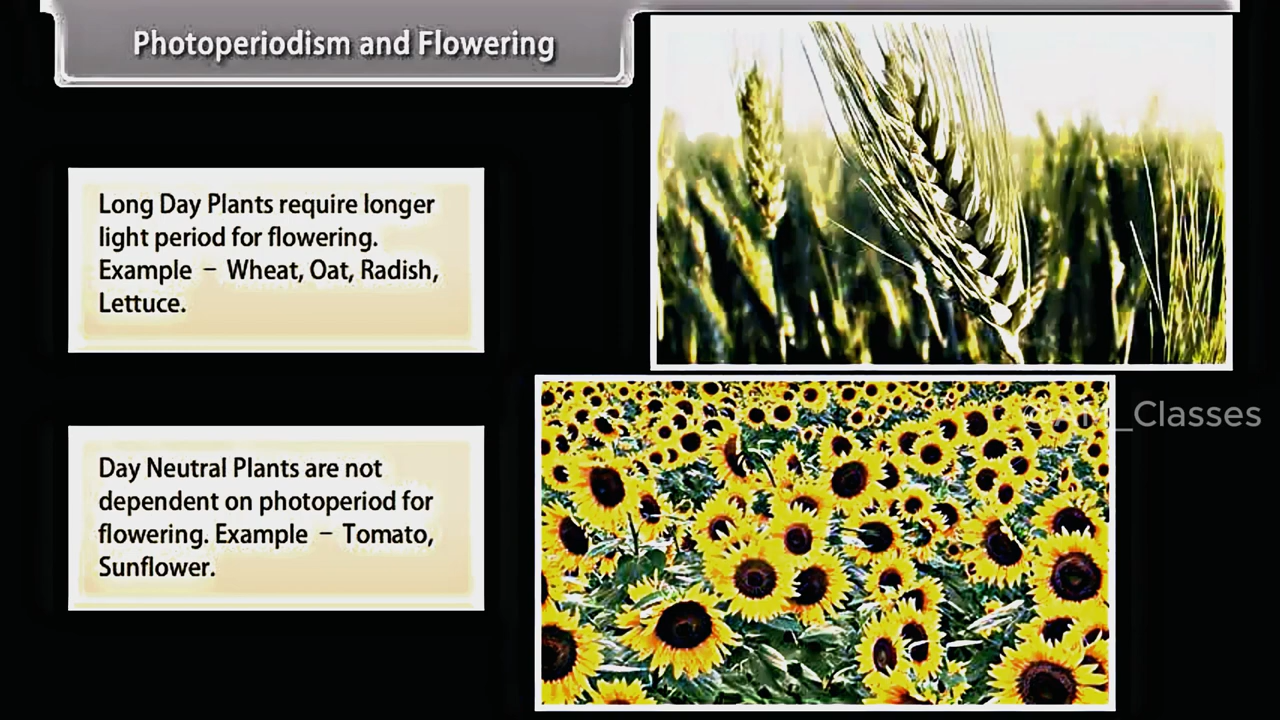 Photoperiodism and Flowering
Long Day Plants require longer
light period for flowering.
Example – Wheat, Oat, Radish,
Lettuce.
@AM_Classes
Day Neutral Plants are not
dependent on photoperiod for
flowering. Example – Tomato,
Sunflower.